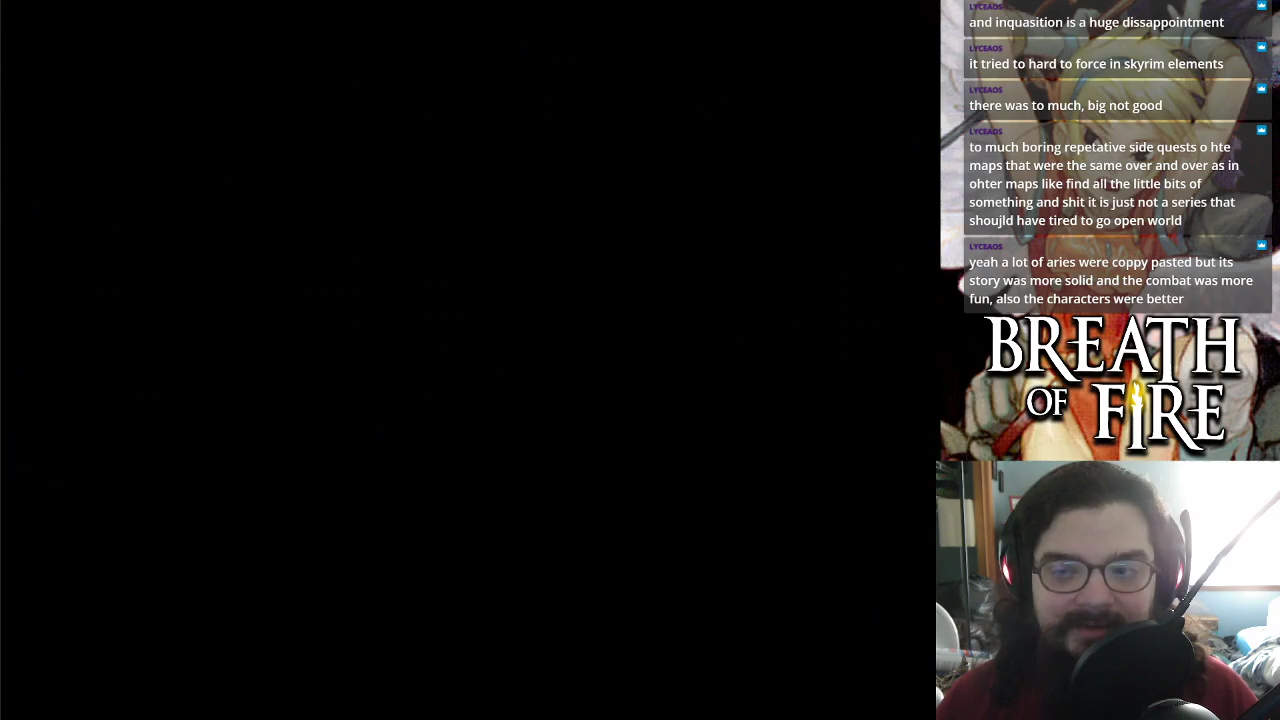 LYCEAOS
and inquasition is a huge dissappointment
LYCEAOS
it tried to hard to force in skyrim elements
LYCEAOS
there was to much, big not good
LYCEAOS
to much boring repetative side quests o hte
maps that were the same over and over as in
ohter maps like find all the little bits of
something and shit it is just not a series that
shoujld have tired to go open world
LYCEAOS
yeah a lot of aries were coppy pasted but its
story was more solid and the combat was more
fun, also the characters were better
BREATH
OF FIRE